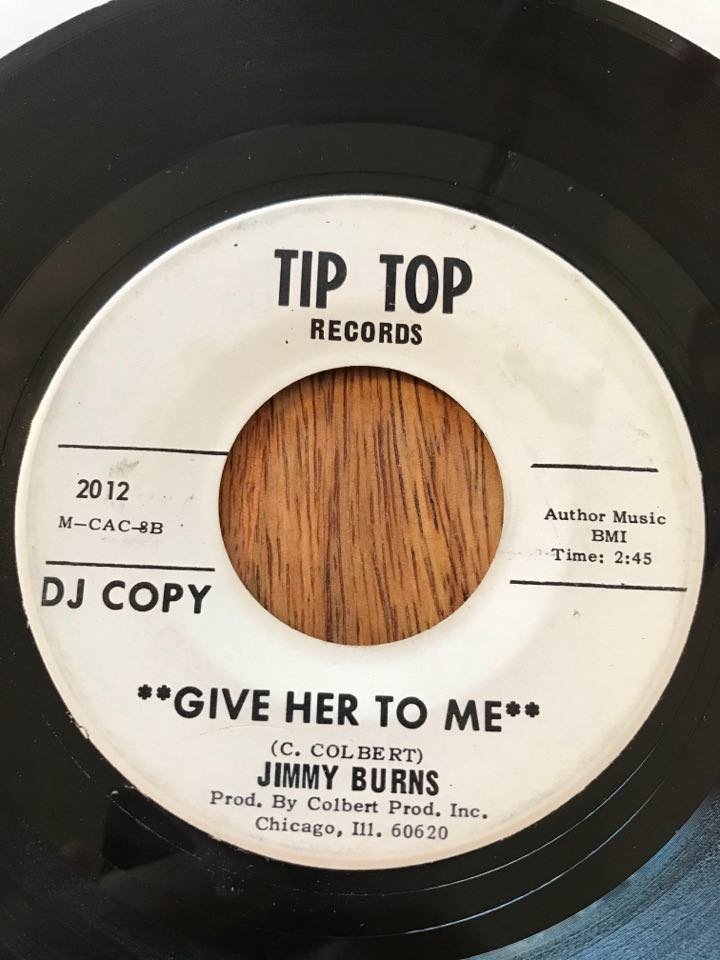 TIP TOP
RECORDS
2012
M-CAC-8B
DJ COPY
Author Music
BMI
Time: 2:45
**GIVE HER TO ME**
(C. COLBERT)
JIMMY BURNS
Prod. By Colbert Prod. Inc.
Chicago, Ill. 60620